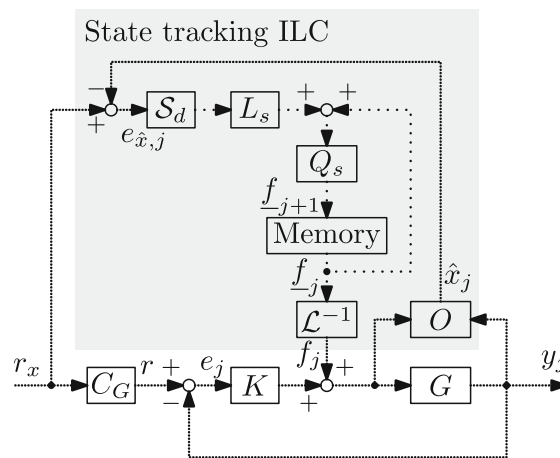 State tracking ILC
−
+
e_{x̂,j}
𝒮_d
L_s
+ +
Q_s
f_{j+1}
Memory
f_j
x̂_j
ℒ^{−1}
O
r_x
f_j
y_j
C_G
r +
−
e_j
K
+
+
G